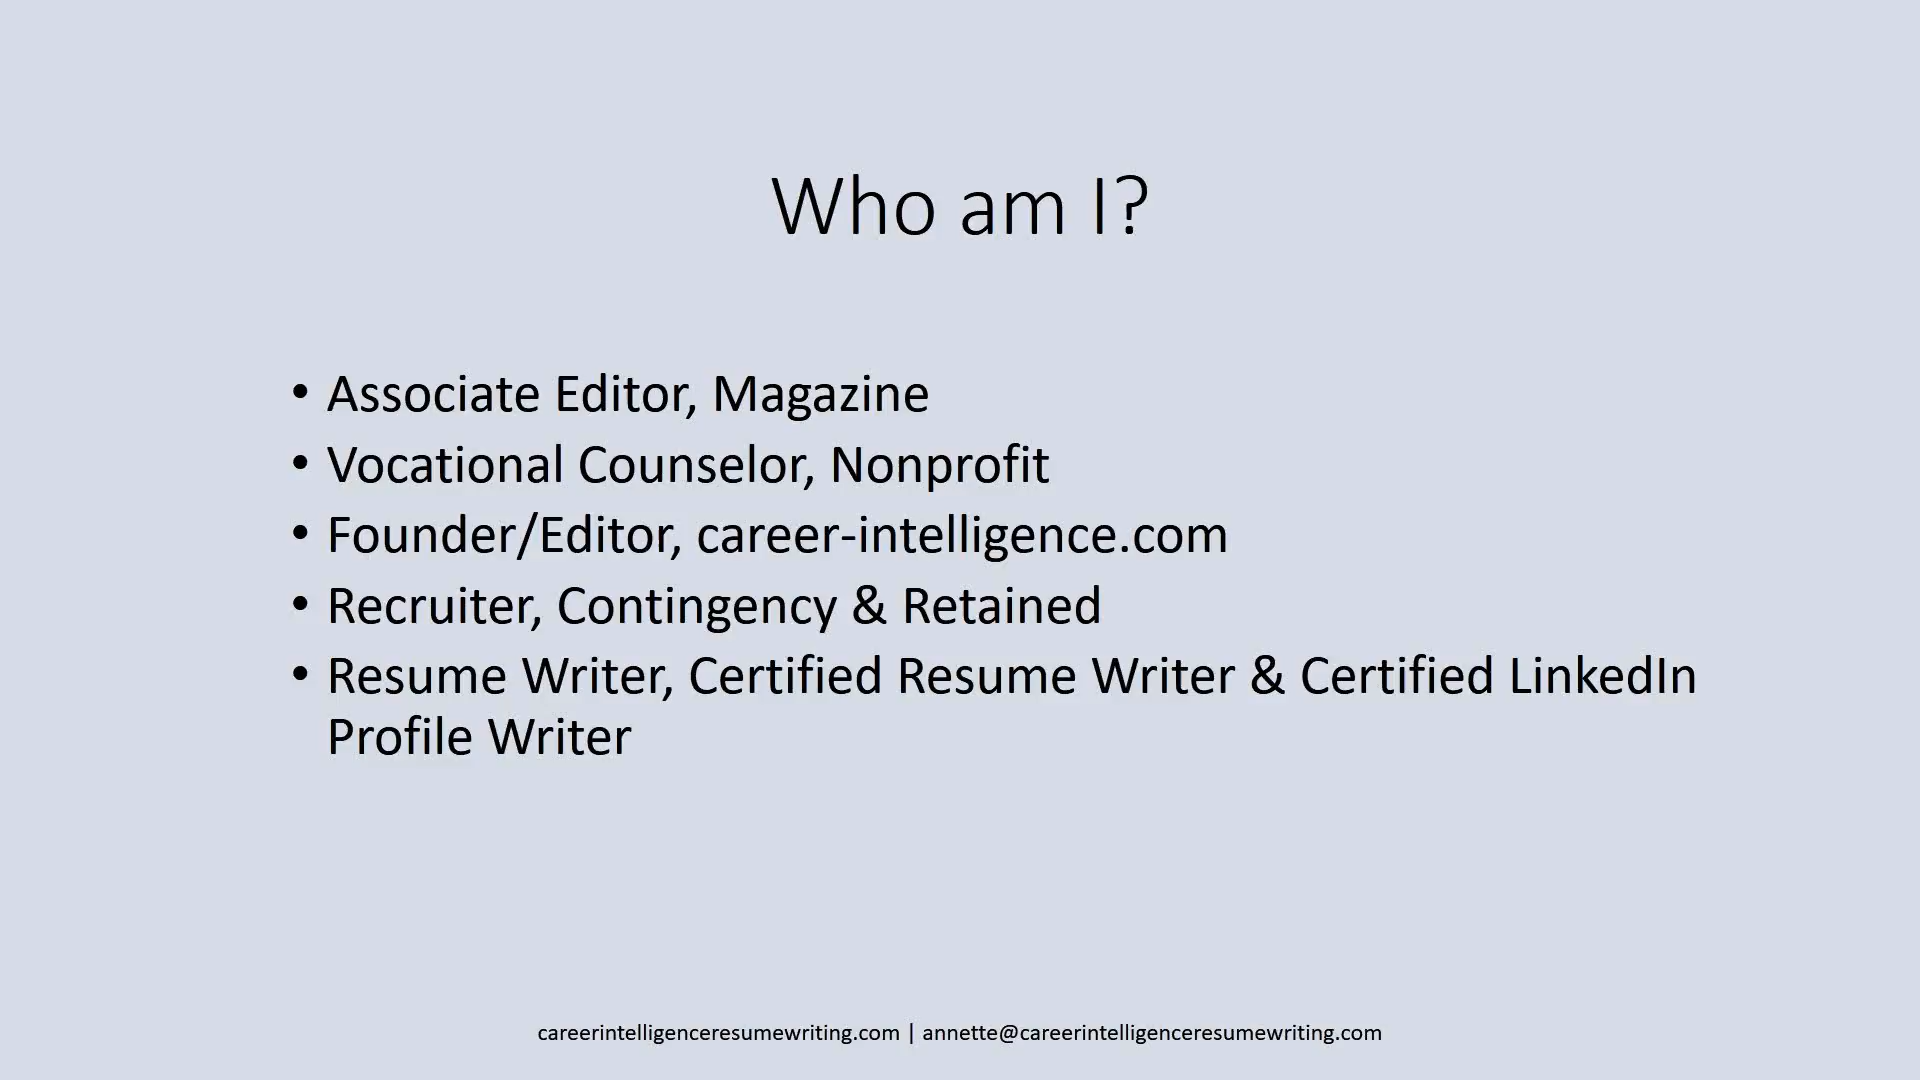 Who am I?
• Associate Editor, Magazine
• Vocational Counselor, Nonprofit
• Founder/Editor, career-intelligence.com
• Recruiter, Contingency & Retained
• Resume Writer, Certified Resume Writer & Certified LinkedIn
Profile Writer
careerintelligenceresumewriting.com | annette@careerintelligenceresumewriting.com